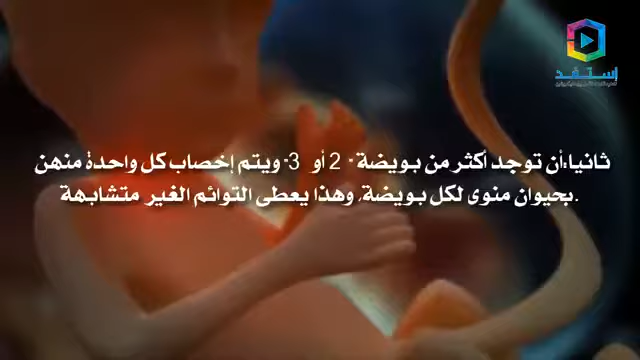 إستفد
ثانيا:أن توجد أكثر من بويضة - 2 أو 3- ويتم إخصاب كل واحدة منهن
بحيوان منوى لكل بويضة, وهذا يعطى التوائم الغير متشابهة.